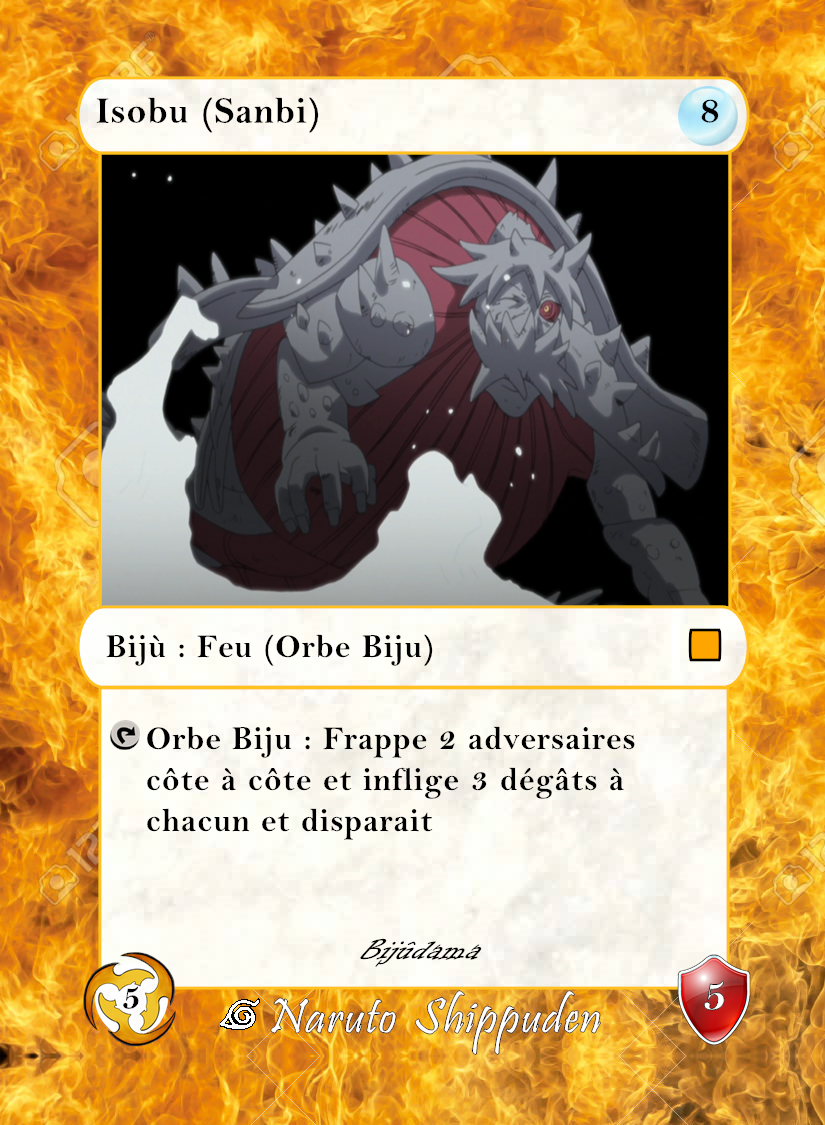 Isobu (Sanbi)
8
Bijù : Feu (Orbe Biju)
Orbe Biju : Frappe 2 adversaires
côte à côte et inflige 3 dégâts à
chacun et disparait
Bijûdama
5
Naruto Shippuden
5